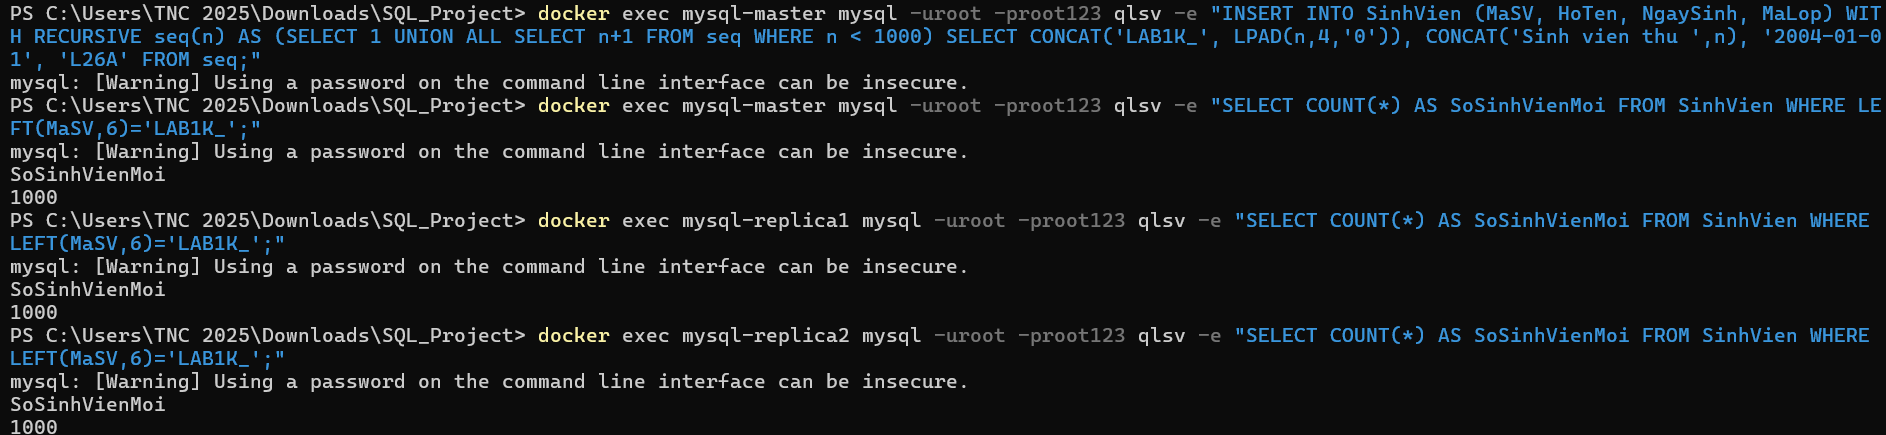 PS C:\Users\TNC 2025\Downloads\SQL_Project> docker exec mysql-master mysql -uroot -proot123 qlsv -e "INSERT INTO SinhVien (MaSV, HoTen, NgaySinh, MaLop) WIT
H RECURSIVE seq(n) AS (SELECT 1 UNION ALL SELECT n+1 FROM seq WHERE n < 1000) SELECT CONCAT('LAB1K_', LPAD(n,4,'0')), CONCAT('Sinh vien thu ',n), '2004-01-0
1', 'L26A' FROM seq;"
mysql: [Warning] Using a password on the command line interface can be insecure.
PS C:\Users\TNC 2025\Downloads\SQL_Project> docker exec mysql-master mysql -uroot -proot123 qlsv -e "SELECT COUNT(*) AS SoSinhVienMoi FROM SinhVien WHERE LE
FT(MaSV,6)='LAB1K_';"
mysql: [Warning] Using a password on the command line interface can be insecure.
SoSinhVienMoi
1000
PS C:\Users\TNC 2025\Downloads\SQL_Project> docker exec mysql-replica1 mysql -uroot -proot123 qlsv -e "SELECT COUNT(*) AS SoSinhVienMoi FROM SinhVien WHERE
LEFT(MaSV,6)='LAB1K_';"
mysql: [Warning] Using a password on the command line interface can be insecure.
SoSinhVienMoi
1000
PS C:\Users\TNC 2025\Downloads\SQL_Project> docker exec mysql-replica2 mysql -uroot -proot123 qlsv -e "SELECT COUNT(*) AS SoSinhVienMoi FROM SinhVien WHERE
LEFT(MaSV,6)='LAB1K_';"
mysql: [Warning] Using a password on the command line interface can be insecure.
SoSinhVienMoi
1000